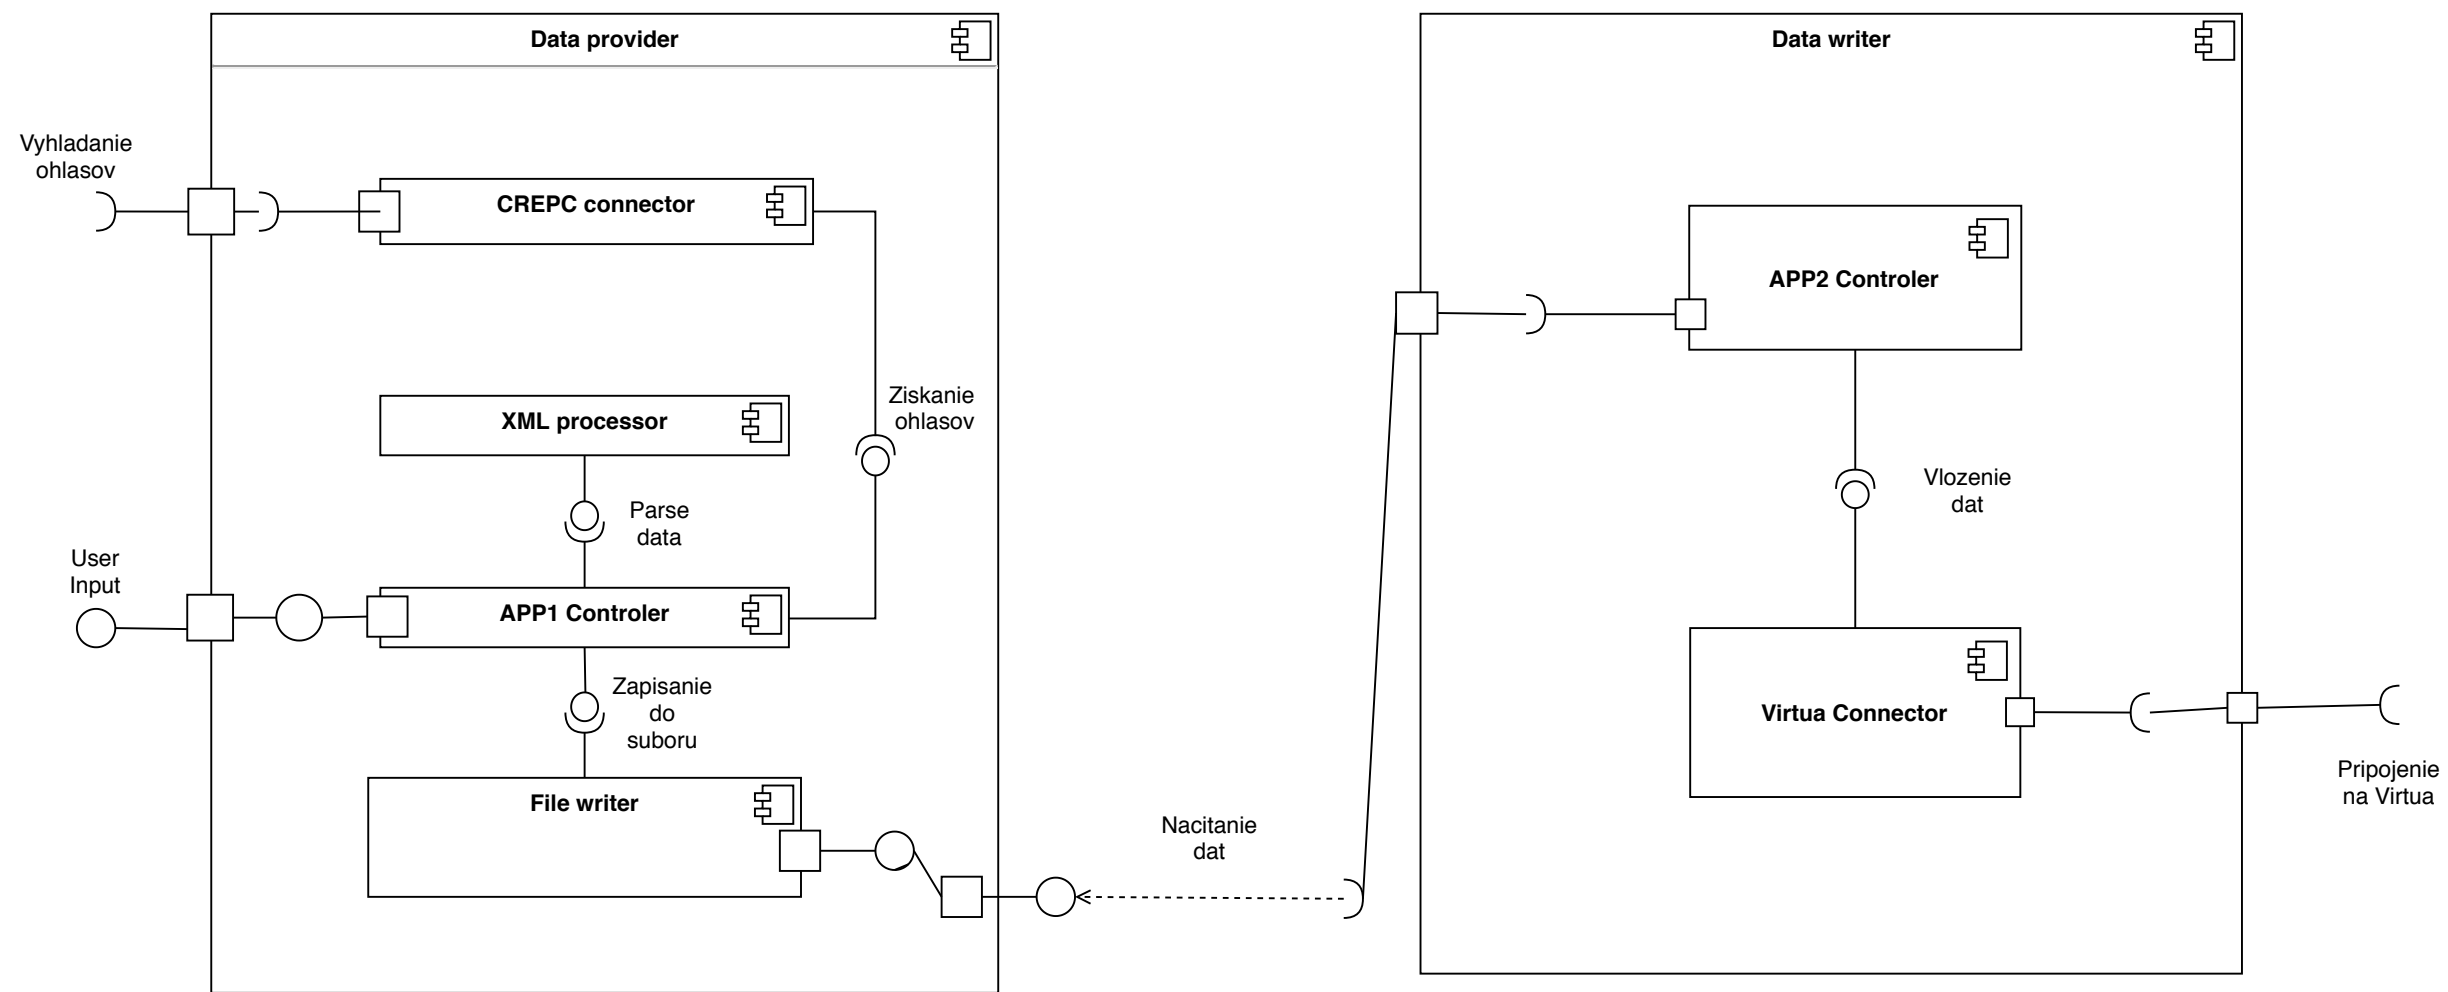 Data provider
Data writer
Vyhladanie
ohlasov
CREPC connector
APP2 Controler
XML processor
Ziskanie
ohlasov
Parse
data
Vlozenie
dat
User
Input
APP1 Controler
Zapisanie
do
suboru
Virtua Connector
File writer
Pripojenie
na Virtua
Nacitanie
dat